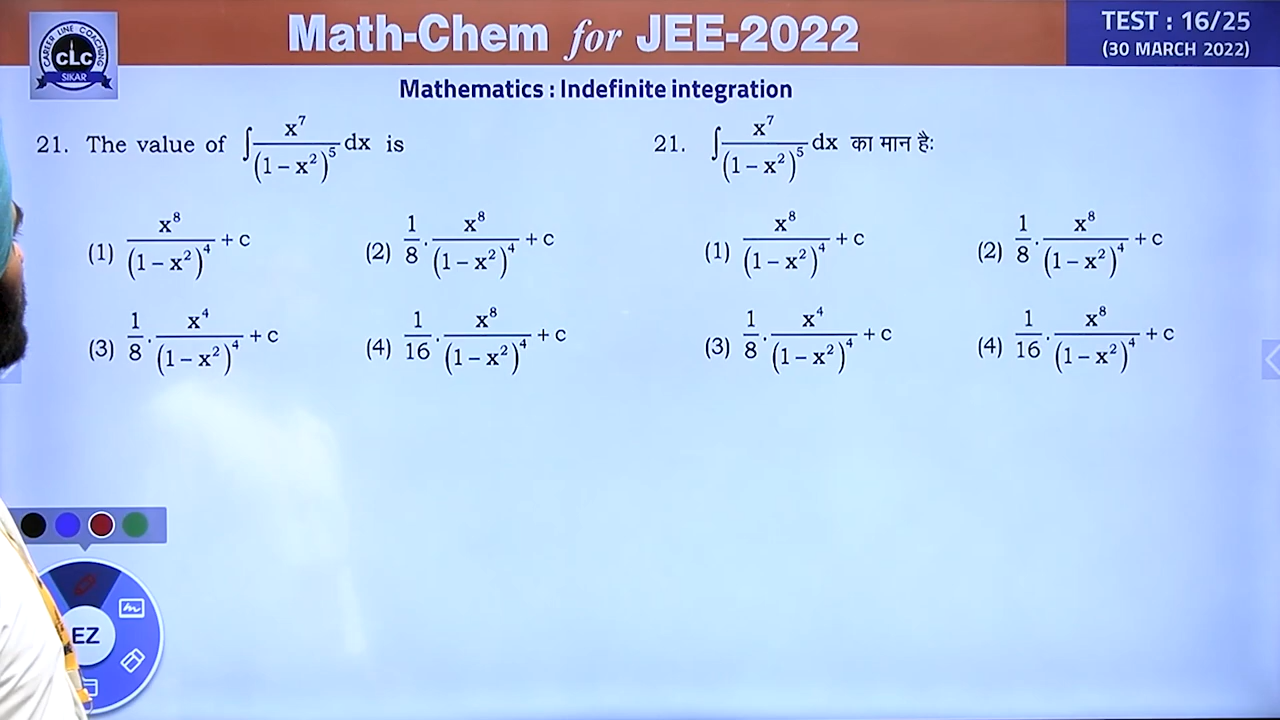 CAREER LINE COACHING
CLC
SIKAR
Math-Chem for JEE-2022
TEST : 16/25
(30 MARCH 2022)
Mathematics : Indefinite integration
21. The value of ∫ x⁷/(1 – x²)⁵ dx is
(1) x⁸/(1 – x²)⁴ + c
(2) 1/8 · x⁸/(1 – x²)⁴ + c
(3) 1/8 · x⁴/(1 – x²)⁴ + c
(4) 1/16 · x⁸/(1 – x²)⁴ + c
21. ∫ x⁷/(1 – x²)⁵ dx का मान है:
(1) x⁸/(1 – x²)⁴ + c
(2) 1/8 · x⁸/(1 – x²)⁴ + c
(3) 1/8 · x⁴/(1 – x²)⁴ + c
(4) 1/16 · x⁸/(1 – x²)⁴ + c
EZ